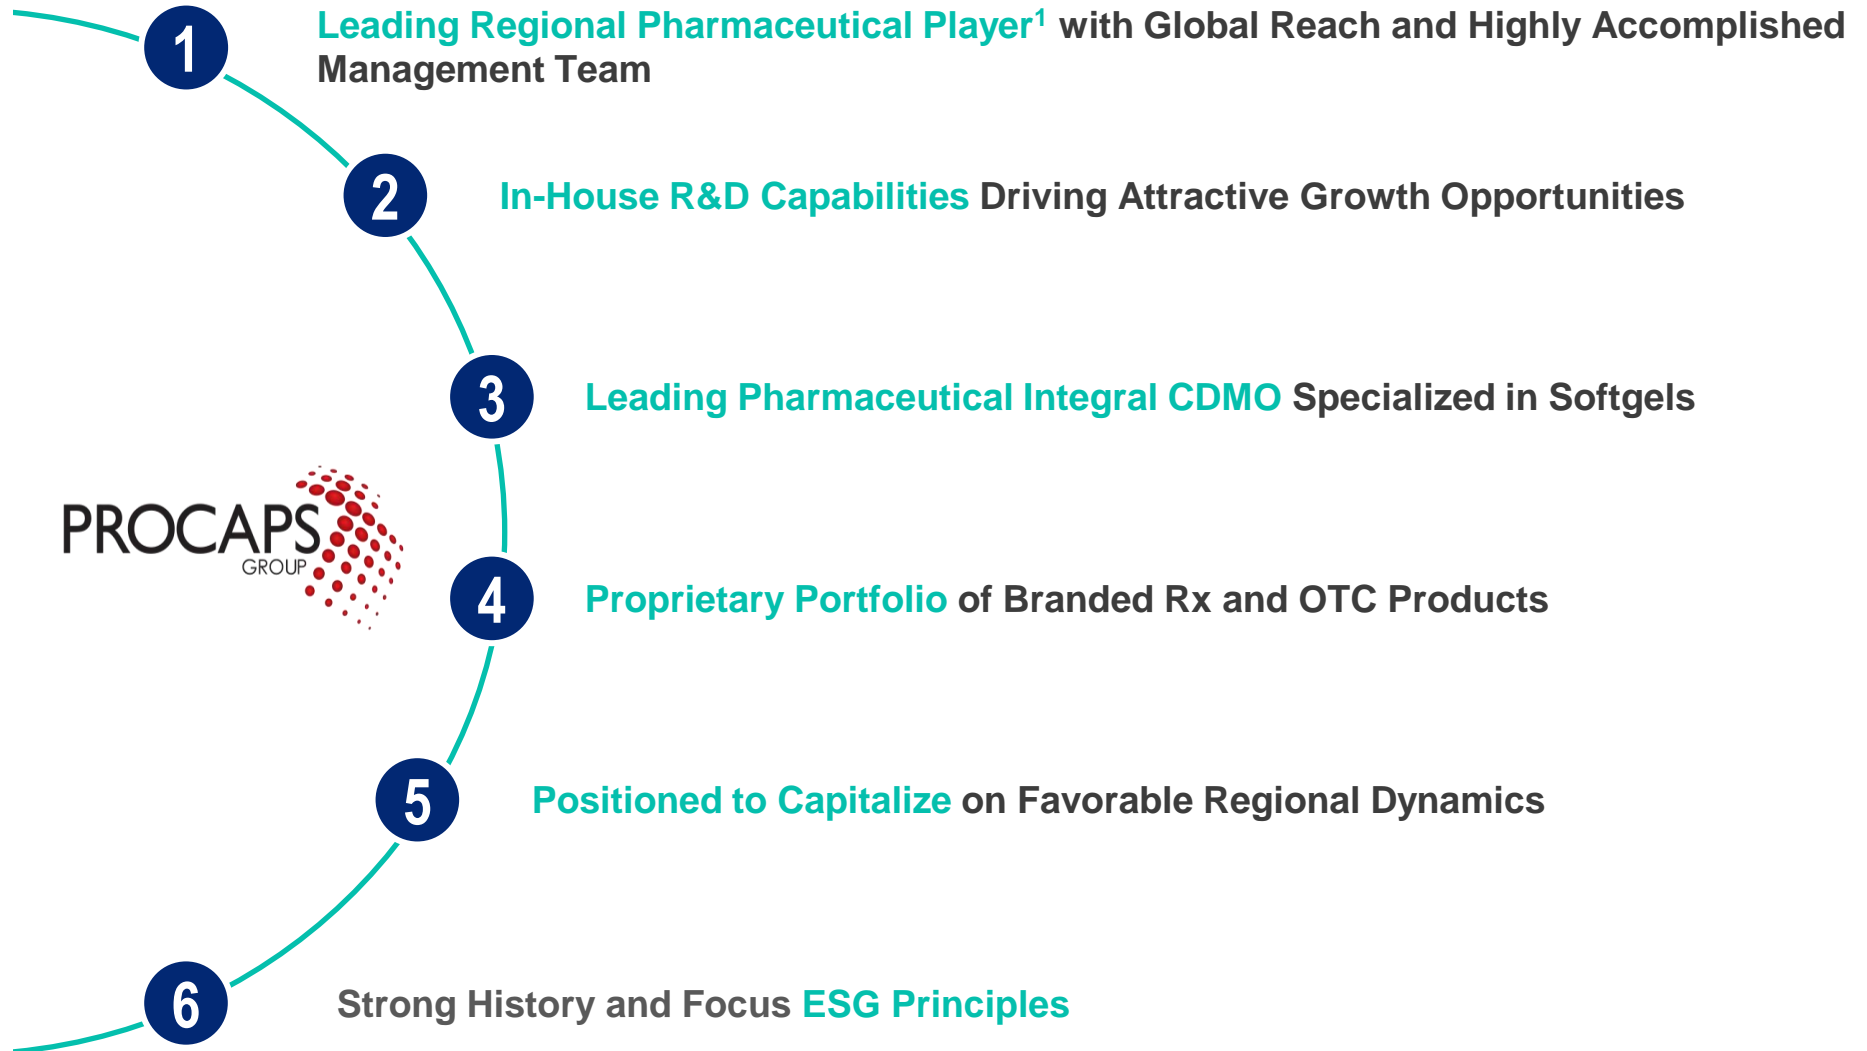 1
Leading Regional Pharmaceutical Player¹ with Global Reach and Highly Accomplished
Management Team
2
In-House R&D Capabilities Driving Attractive Growth Opportunities
3
Leading Pharmaceutical Integral CDMO Specialized in Softgels
PROCAPS
GROUP
4
Proprietary Portfolio of Branded Rx and OTC Products
5
Positioned to Capitalize on Favorable Regional Dynamics
6
Strong History and Focus ESG Principles